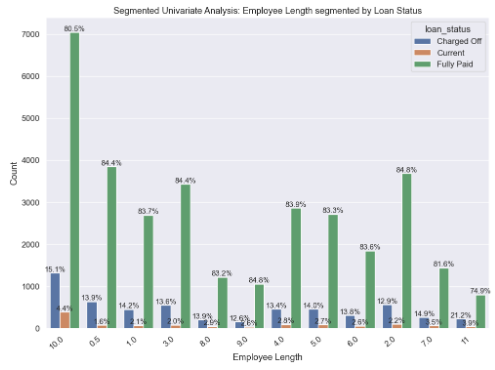 Segmented Univariate Analysis: Employee Length segmented by Loan Status
loan_status
Charged Off
Current
Fully Paid
Count
7000
6000
5000
4000
3000
2000
1000
0
15.1% 4.4% 80.5%
13.9% 1.6% 84.4%
14.2% 2.1% 83.7%
13.6% 2.0% 84.4%
13.9% 2.9% 83.2%
12.6% 2.6% 84.8%
13.4% 2.8% 83.9%
14.0% 2.7% 83.3%
13.8% 2.6% 83.6%
12.9% 2.2% 84.8%
14.9% 3.5% 81.6%
21.2% 3.9% 74.9%
10.0 0.5 1.0 3.0 8.0 9.0 4.0 5.0 6.0 2.0 7.0 11
Employee Length